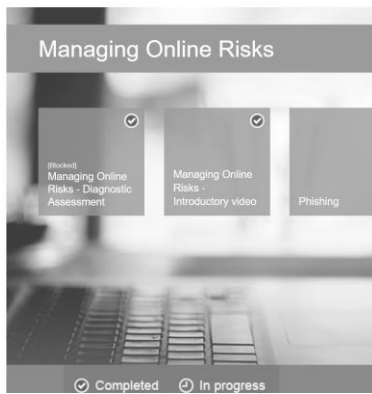 Managing Online Risks
[Blocked]
Managing Online
Risks - Diagnostic
Assessment
Managing Online
Risks -
Introductory video
Phishing
Completed
In progress